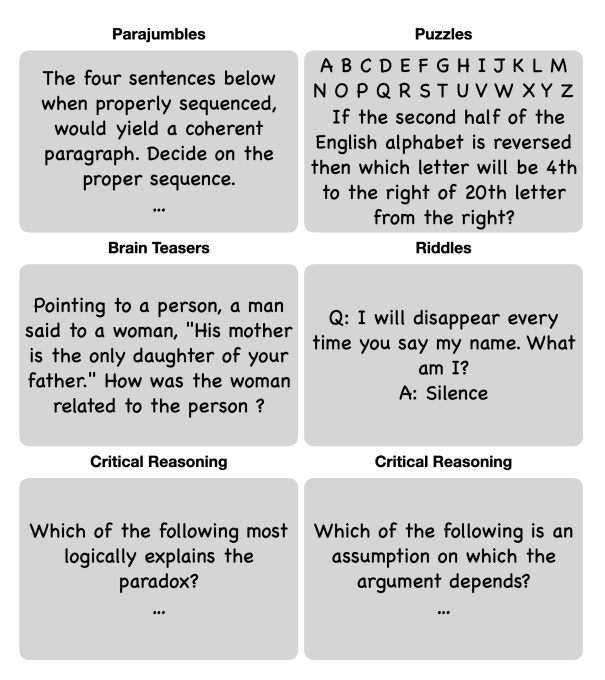 Parajumbles
The four sentences below
when properly sequenced,
would yield a coherent
paragraph. Decide on the
proper sequence.
...
Puzzles
A B C D E F G H I J K L M
N O P Q R S T U V W X Y Z
If the second half of the
English alphabet is reversed
then which letter will be 4th
to the right of 20th letter
from the right?
Brain Teasers
Pointing to a person, a man
said to a woman, "His mother
is the only daughter of your
father." How was the woman
related to the person ?
Riddles
Q: I will disappear every
time you say my name. What
am I?
A: Silence
Critical Reasoning
Which of the following most
logically explains the
paradox?
...
Critical Reasoning
Which of the following is an
assumption on which the
argument depends?
...